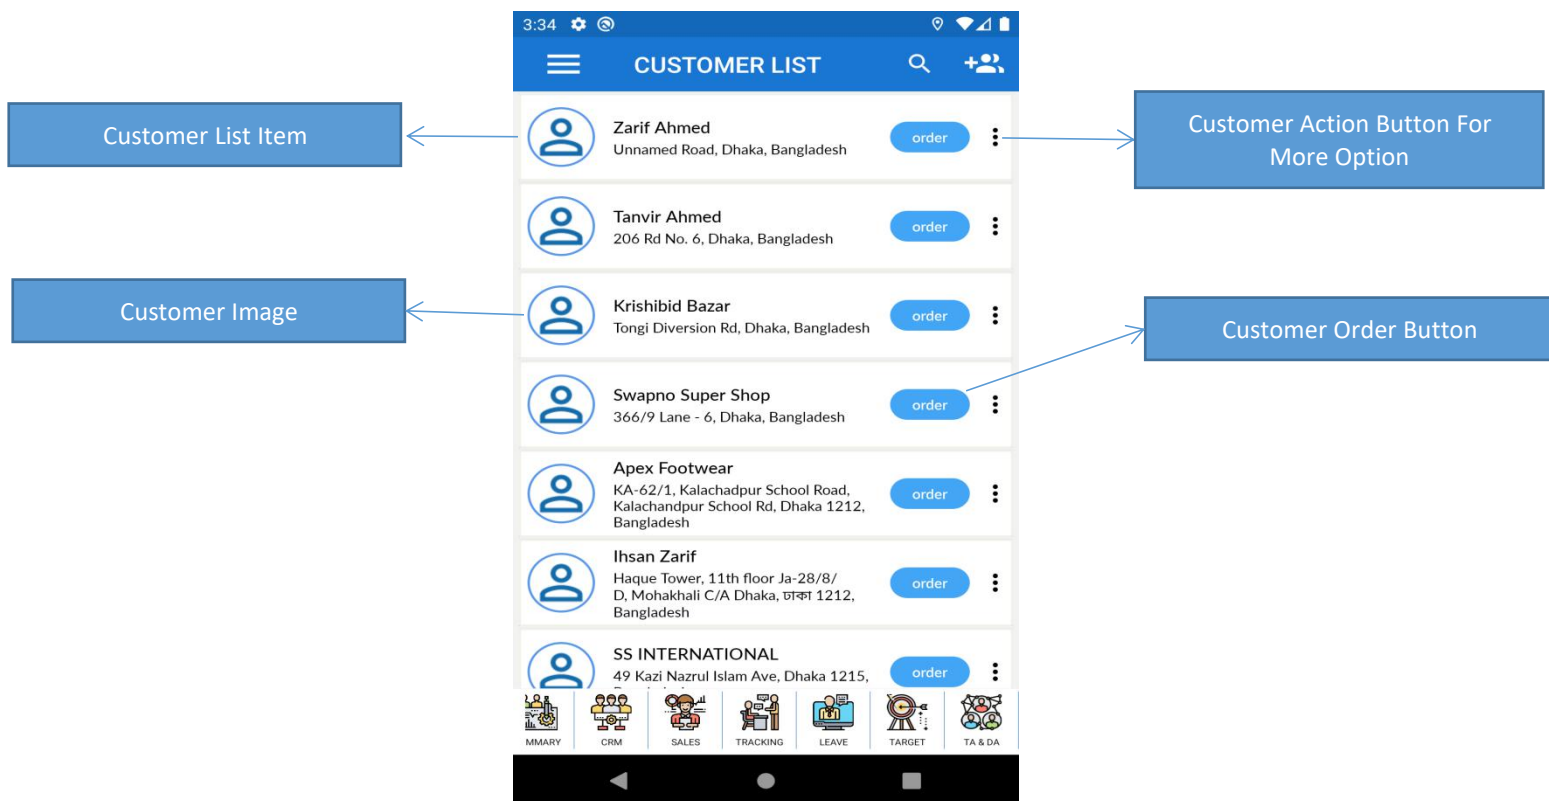 3:34
CUSTOMER LIST
Customer List Item
Zarif Ahmed
Unnamed Road, Dhaka, Bangladesh
order
Customer Action Button For
More Option
Tanvir Ahmed
206 Rd No. 6, Dhaka, Bangladesh
order
Customer Image
Krishibid Bazar
Tongi Diversion Rd, Dhaka, Bangladesh
order
Customer Order Button
Swapno Super Shop
366/9 Lane - 6, Dhaka, Bangladesh
order
Apex Footwear
KA-62/1, Kalachadpur School Road,
Kalachandpur School Rd, Dhaka 1212,
Bangladesh
order
Ihsan Zarif
Haque Tower, 11th floor Ja-28/8/
D, Mohakhali C/A Dhaka, ঢাকা 1212,
Bangladesh
order
SS INTERNATIONAL
49 Kazi Nazrul Islam Ave, Dhaka 1215,
order
MMARY
CRM
SALES
TRACKING
LEAVE
TARGET
TA & DA